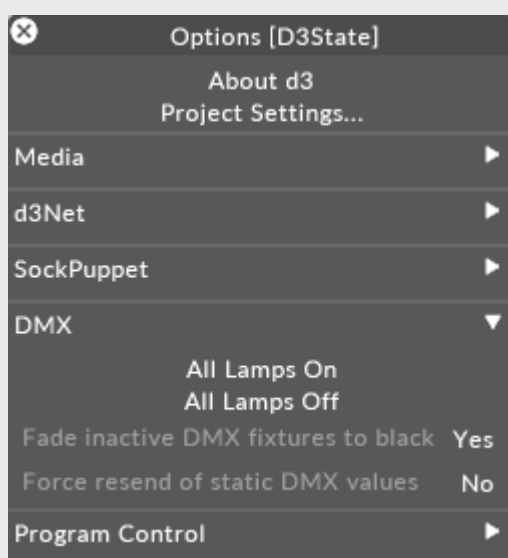 Options [D3State]
About d3
Project Settings...
Media
d3Net
SockPuppet
DMX
All Lamps On
All Lamps Off
Fade inactive DMX fixtures to black Yes
Force resend of static DMX values No
Program Control